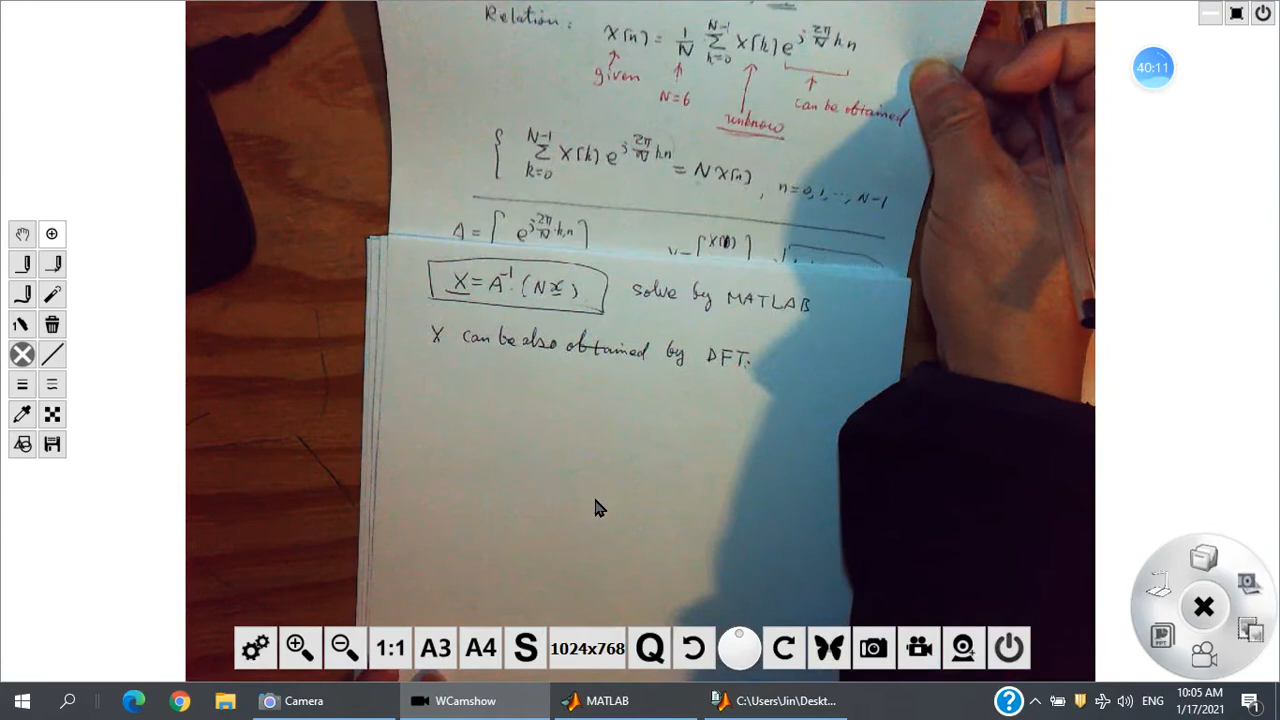 Relation:
x[n] = 1/N Σ_{k=0}^{N-1} X[k] e^{j 2π/N kn}
given
N=6
unknow
can be obtained
{ Σ_{k=0}^{N-1} X[k] e^{j 2π/N kn} = N x[n], n=0,1,…,N-1
A = [ e^{j 2π/N kn} ]
X = A^{-1}·(N x) solve by MATLAB
X can be also obtained by DFT.
40:11
1:1 A3 A4 S 1024x768 Q
Camera WCamshow MATLAB C:\Users\Jin\Deskt...
ENG
10:05 AM
1/17/2021